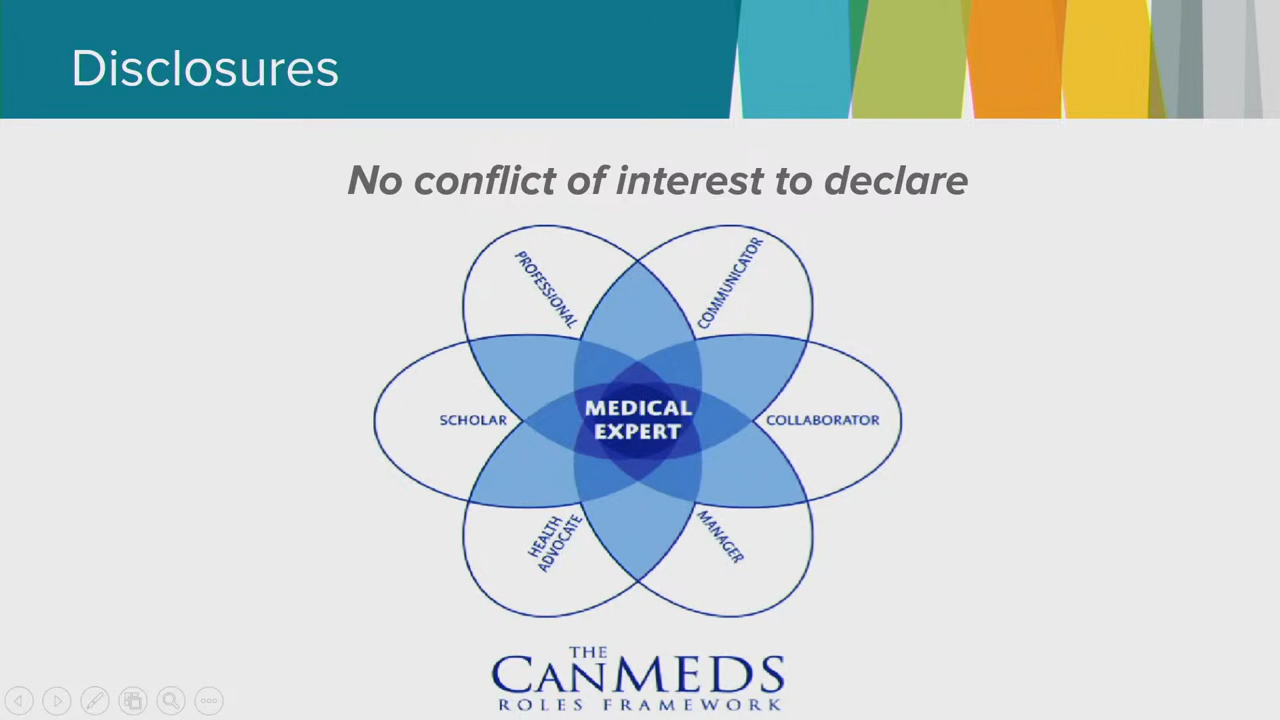 Disclosures
No conflict of interest to declare
PROFESSIONAL
COMMUNICATOR
SCHOLAR
MEDICAL
EXPERT
COLLABORATOR
HEALTH
ADVOCATE
MANAGER
THE
CANMEDS
ROLES FRAMEWORK